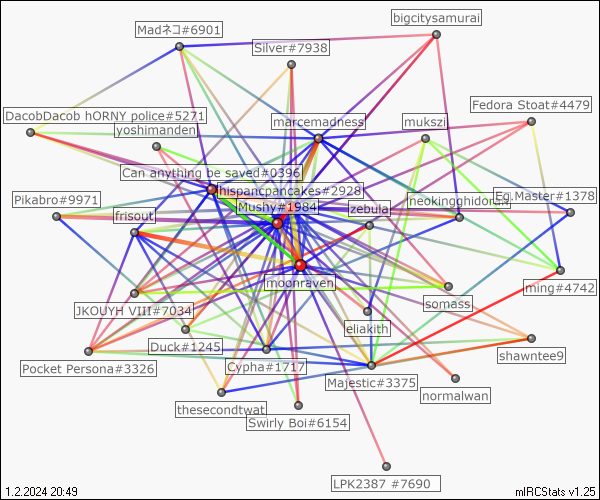 bigcitysamurai
Madネコ#6901
Silver#7938
Fedora Stoat#4479
DacobDacob hORNY police#5271
marcemadness
mukszi
yoshimanden
Can anything be saved#0396
hispanicpancakes#2928
Eg.Master#1378
Pikabro#9971
Mushy#1984
zebula
neokingghidorah
frisout
moonraven
ming#4742
JKOUYH VIII#7034
somass
eliakith
Duck#1245
shawntee9
Pocket Persona#3326
Cypha#1717
Majestic#3375
normalwan
thesecondtwat
Swirly Boi#6154
LPK2387 #7690
1.2.2024 20:49
mIRCStats v1.25